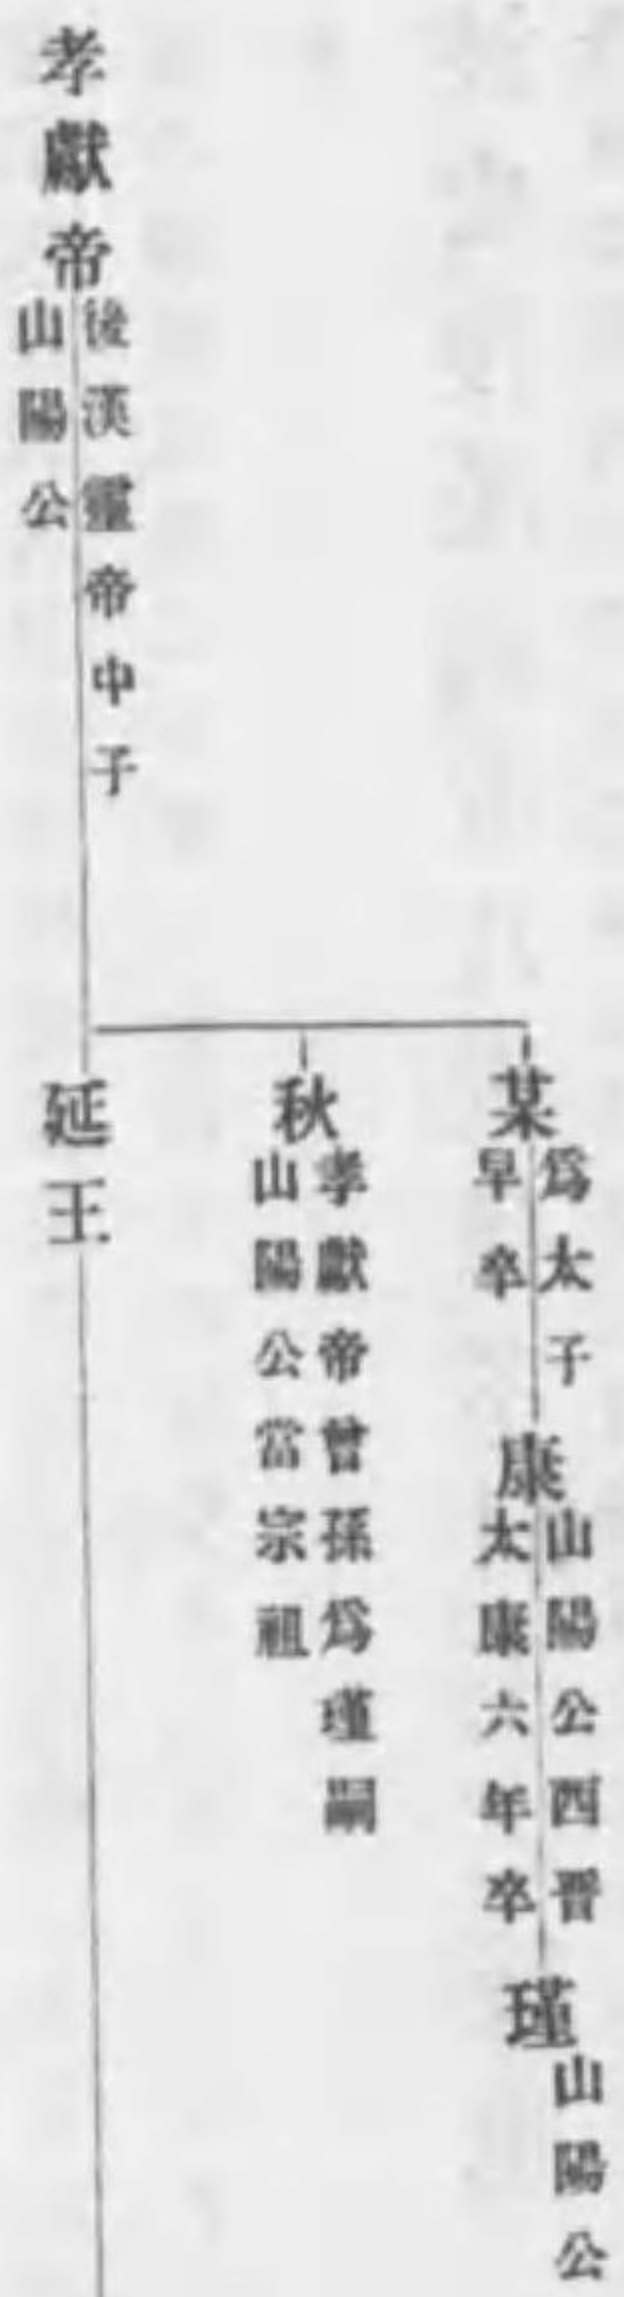 孝獻帝
後漢靈帝中子
山陽公
某
爲太子
早卒
康
山陽公西晉
太康六年卒
瑾
山陽公
秋
孝獻帝曾孫爲瑾嗣
山陽公當宗祖
延王